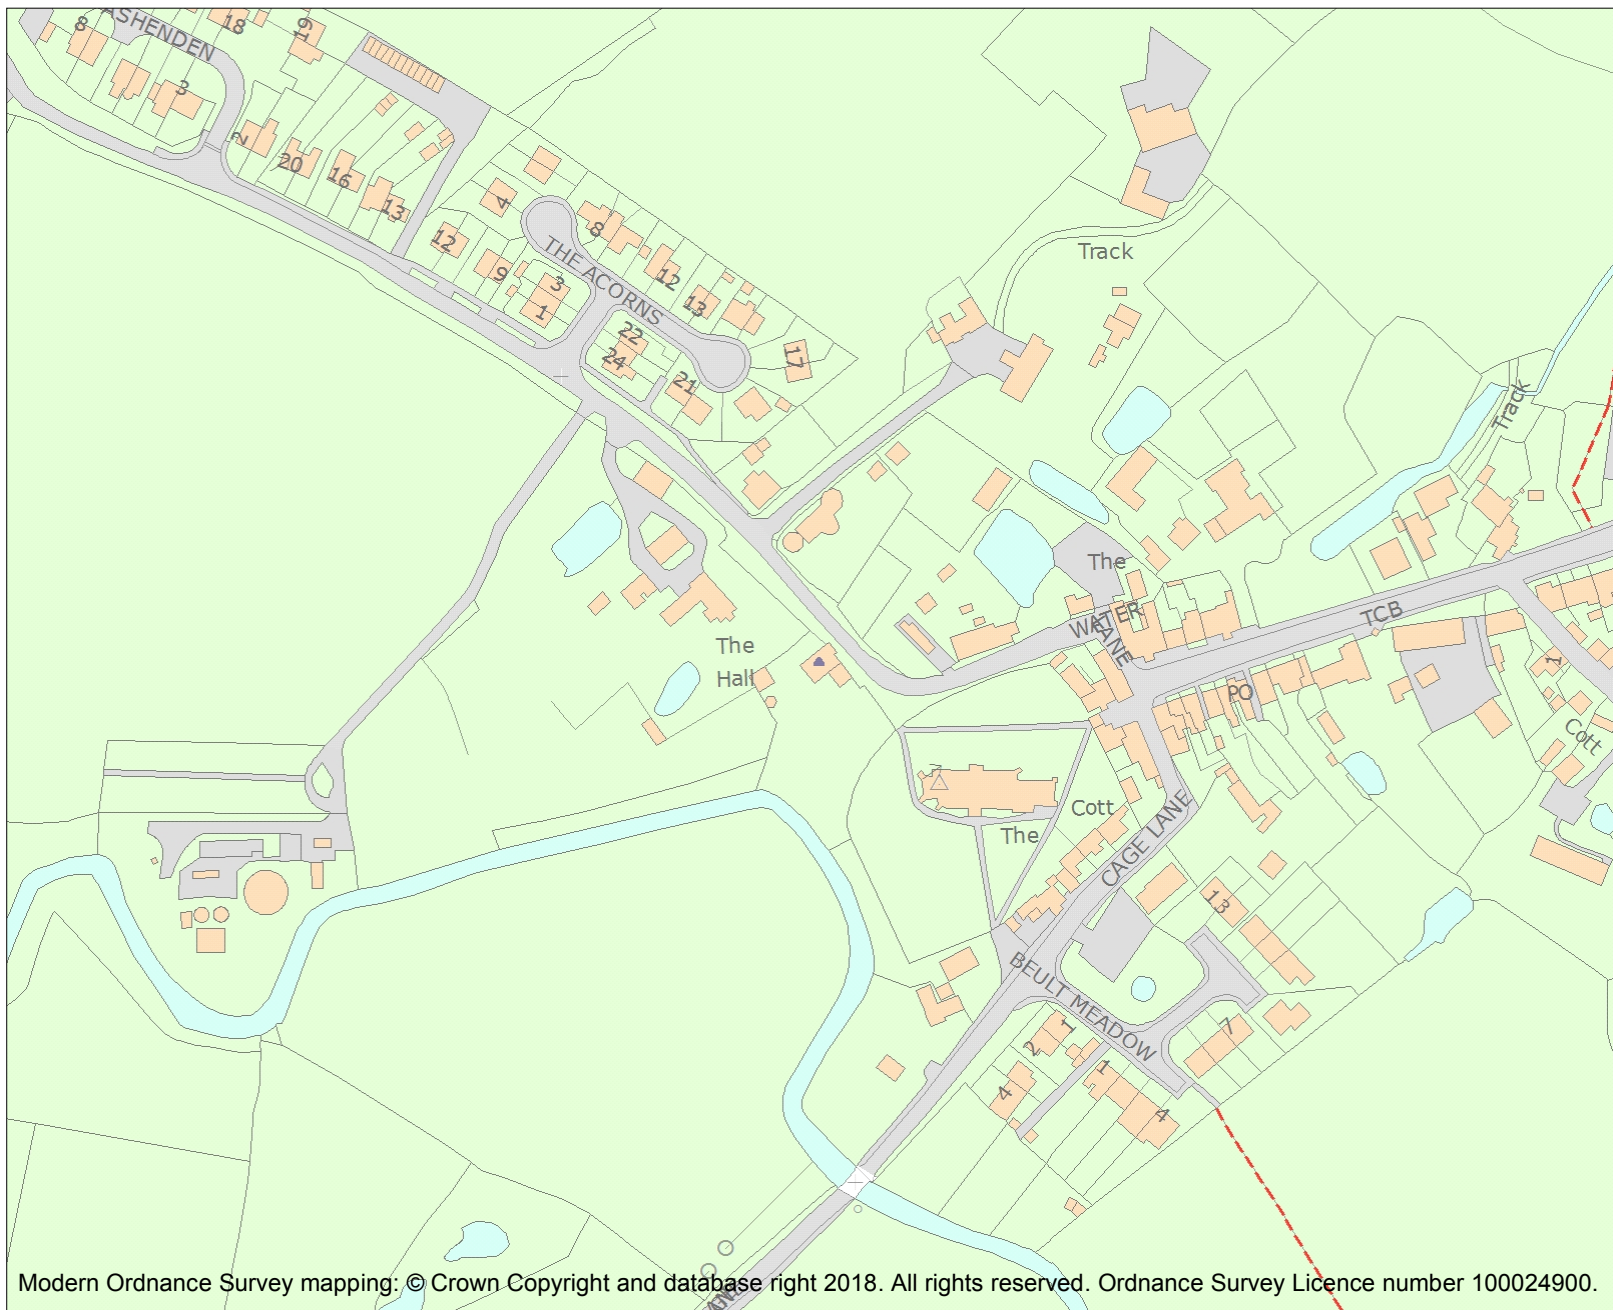 ASHENDEN
8
18
19
3
2
20
16
13
4
12
9
3
1
THE ACORNS
8
12
13
17
22
24
21
Track
Track
The
WATER
LANE
TCB
The
Hall
PO
1
Cott
Cott
The
CAGE LANE
13
BEULT MEADOW
1
2
4
7
1
4
Modern Ordnance Survey mapping: © Crown Copyright and database right 2018. All rights reserved. Ordnance Survey Licence number 100024900.